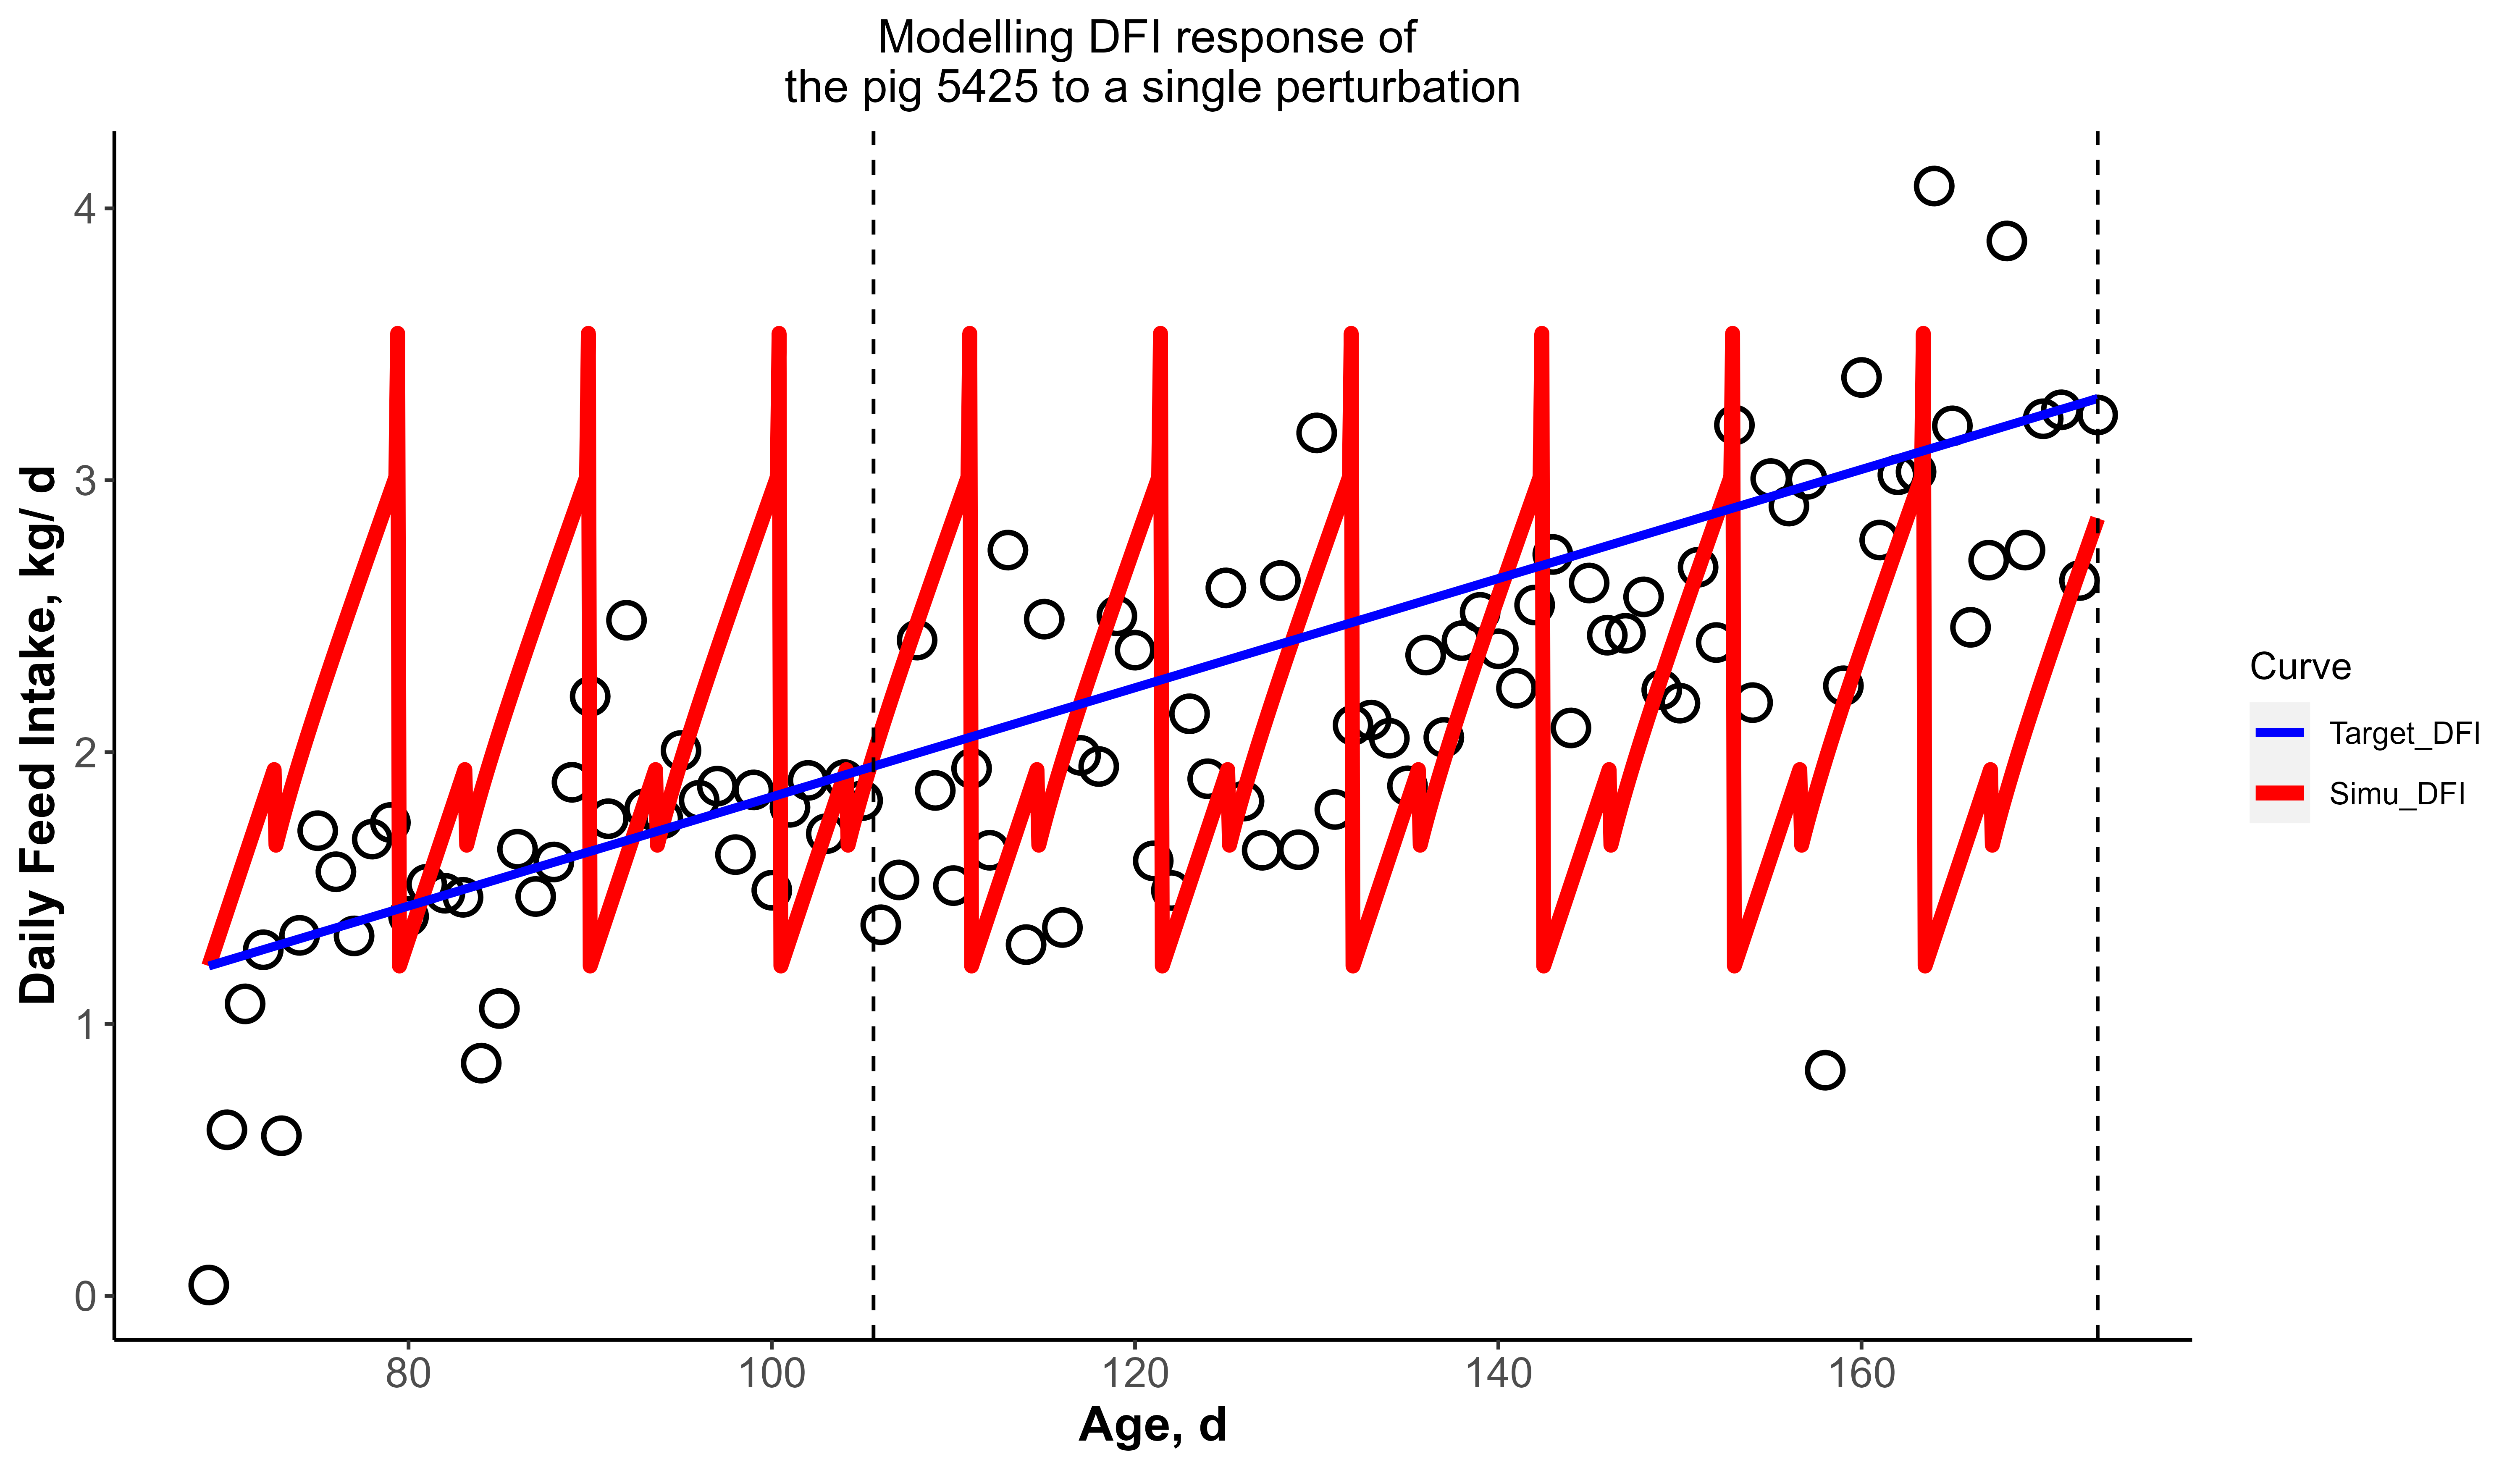 Modelling DFI response of
the pig 5425 to a single perturbation
Daily Feed Intake, kg/ d
4
3
2
1
0
80
100
120
140
160
Age, d
Curve
Target_DFI
Simu_DFI